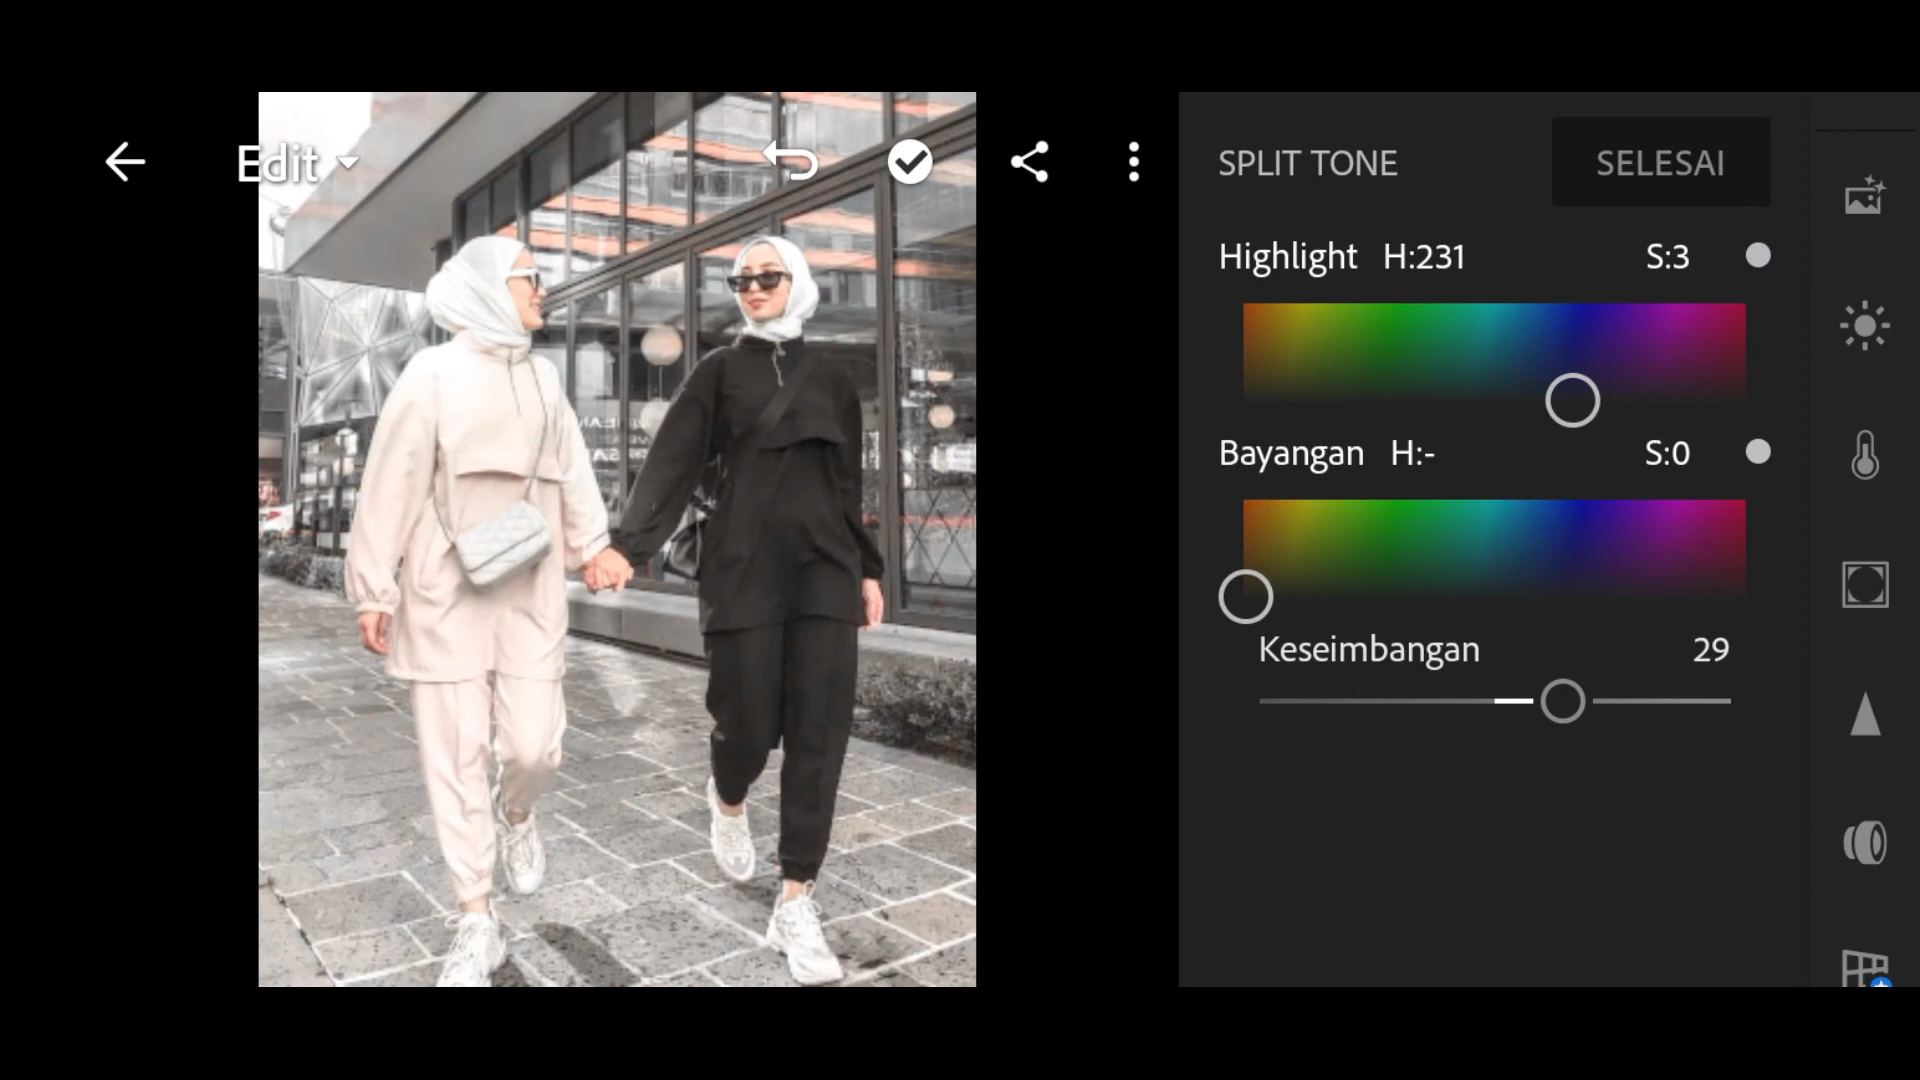 Edit
SPLIT TONE
SELESAI
Highlight H:231 S:3
Bayangan H:- S:0
Keseimbangan 29